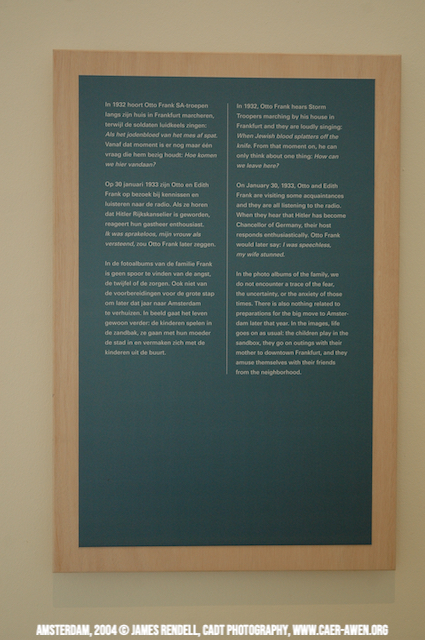 In 1932 hoort Otto Frank SA-troepen
langs zijn huis in Frankfurt marcheren,
terwijl de soldaten luidkeels zingen:
Als het jodenbloed van het mes af spat.
Vanaf dat moment is er nog maar één
vraag die hem bezig houdt: Hoe komen
we hier vandaan?
Op 30 januari 1933 zijn Otto en Edith
Frank op bezoek bij kennissen en
luisteren naar de radio. Als ze horen
dat Hitler Rijkskanselier is geworden,
reageert hun gastheer enthousiast.
Ik was sprakeloos, mijn vrouw als
versteend, zou Otto Frank later zeggen.
In de fotoalbums van de familie Frank
is geen spoor te vinden van de angst,
de twijfel of de zorgen. Ook niet van
de voorbereidingen voor de grote stap
om later dat jaar naar Amsterdam
te verhuizen. In beeld gaat het leven
gewoon verder: de kinderen spelen in
de zandbak, ze gaan met hun moeder
de stad in en vermaken zich met de
kinderen uit de buurt.
In 1932, Otto Frank hears Storm
Troopers marching by his house in
Frankfurt and they are loudly singing:
When Jewish blood splatters off the
knife. From that moment on, he can
only think about one thing: How can
we leave here?
On January 30, 1933, Otto and Edith
Frank are visiting some acquaintances
and they are all listening to the radio.
When they hear that Hitler has become
Chancellor of Germany, their host
responds enthusiastically. Otto Frank
would later say: I was speechless,
my wife stunned.
In the photo albums of the family, we
do not encounter a trace of the fear,
the uncertainty, or the anxiety of those
times. There is also nothing related to
preparations for the big move to Amster-
dam later that year. In the images, life
goes on as usual: the children play in the
sandbox, they go on outings with their
mother to downtown Frankfurt, and they
amuse themselves with their friends
from the neighborhood.
AMSTERDAM, 2004 © JAMES RENDELL, CADT PHOTOGRAPHY, WWW.CAER-AWEN.ORG